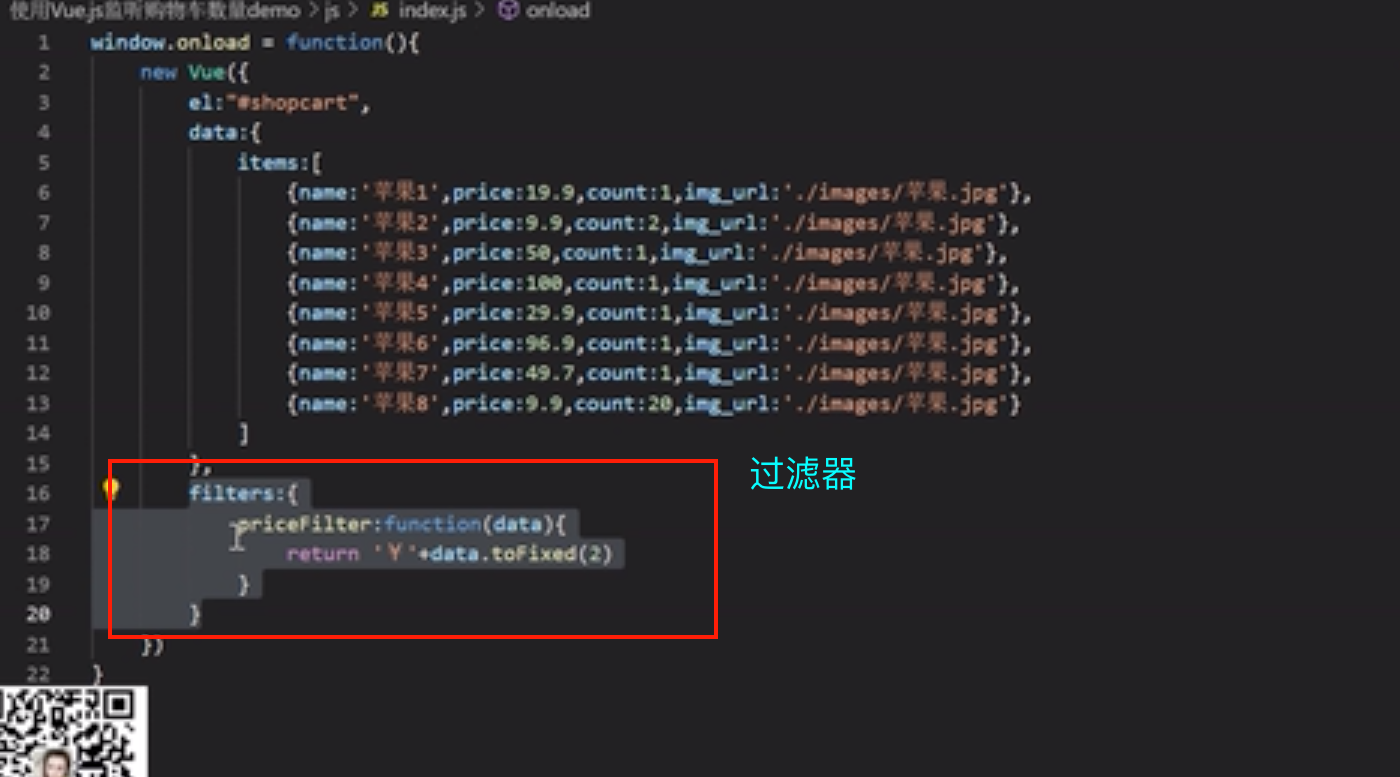 使用Vue.js监听购物车数量demo > js > JS index.js > onload
1 window.onload = function(){
2 new Vue({
3 el:"#shopcart",
4 data:{
5 items:[
6 {name:'苹果1',price:19.9,count:1,img_url:'./images/苹果.jpg'},
7 {name:'苹果2',price:9.9,count:2,img_url:'./images/苹果.jpg'},
8 {name:'苹果3',price:50,count:1,img_url:'./images/苹果.jpg'},
9 {name:'苹果4',price:100,count:1,img_url:'./images/苹果.jpg'},
10 {name:'苹果5',price:29.9,count:1,img_url:'./images/苹果.jpg'},
11 {name:'苹果6',price:96.9,count:1,img_url:'./images/苹果.jpg'},
12 {name:'苹果7',price:49.7,count:1,img_url:'./images/苹果.jpg'},
13 {name:'苹果8',price:9.9,count:20,img_url:'./images/苹果.jpg'}
14 ]
15 },
过滤器
16 filters:{
17 priceFilter:function(data){
18 return '￥'+data.toFixed(2)
19 }
20 }
21 })
22 }